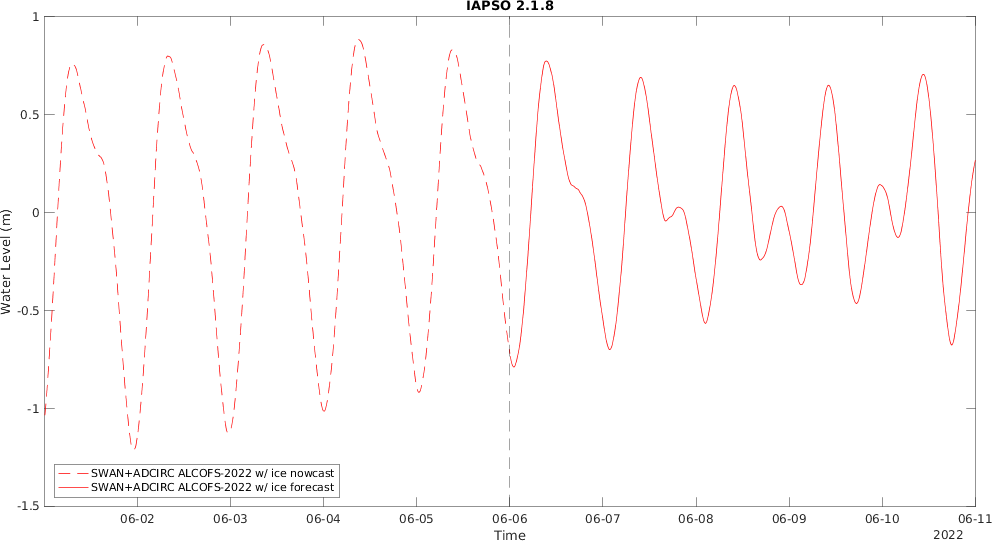 IAPSO 2.1.8
1
0.5
0
-0.5
-1
-1.5
Water Level (m)
SWAN+ADCIRC ALCOFS-2022 w/ ice nowcast
SWAN+ADCIRC ALCOFS-2022 w/ ice forecast
06-02 06-03 06-04 06-05 06-06 06-07 06-08 06-09 06-10 06-11
Time
2022